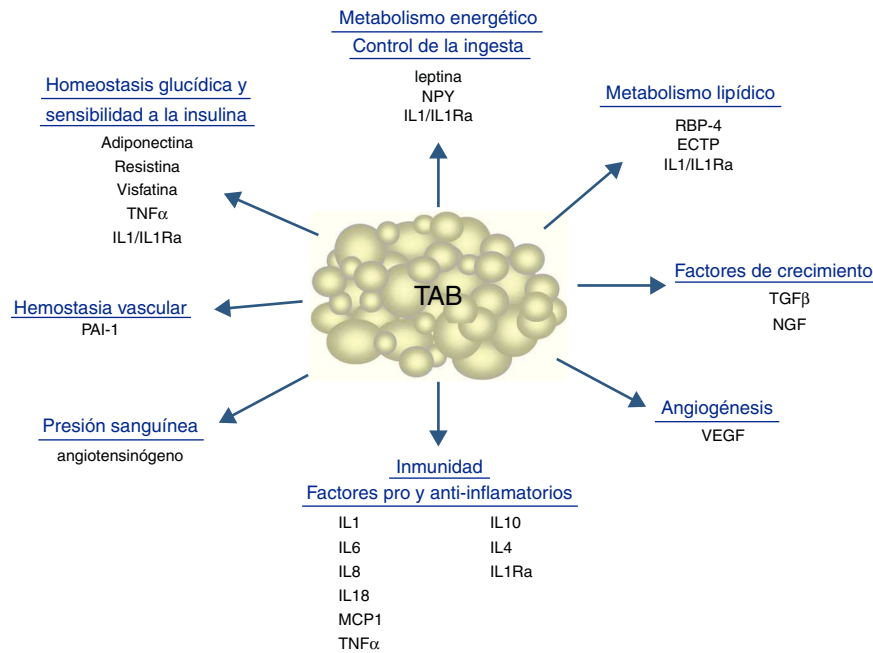 Metabolismo energético
Control de la ingesta
leptina
NPY
IL1/IL1Ra
Homeostasis glucídica y
sensibilidad a la insulina
Adiponectina
Resistina
Visfatina
TNFα
IL1/IL1Ra
Metabolismo lipídico
RBP-4
ECTP
IL1/IL1Ra
TAB
Factores de crecimiento
TGFβ
NGF
Hemostasia vascular
PAI-1
Angiogénesis
VEGF
Presión sanguínea
angiotensinógeno
Inmunidad
Factores pro y anti-inflamatorios
IL1
IL6
IL8
IL18
MCP1
TNFα
IL10
IL4
IL1Ra